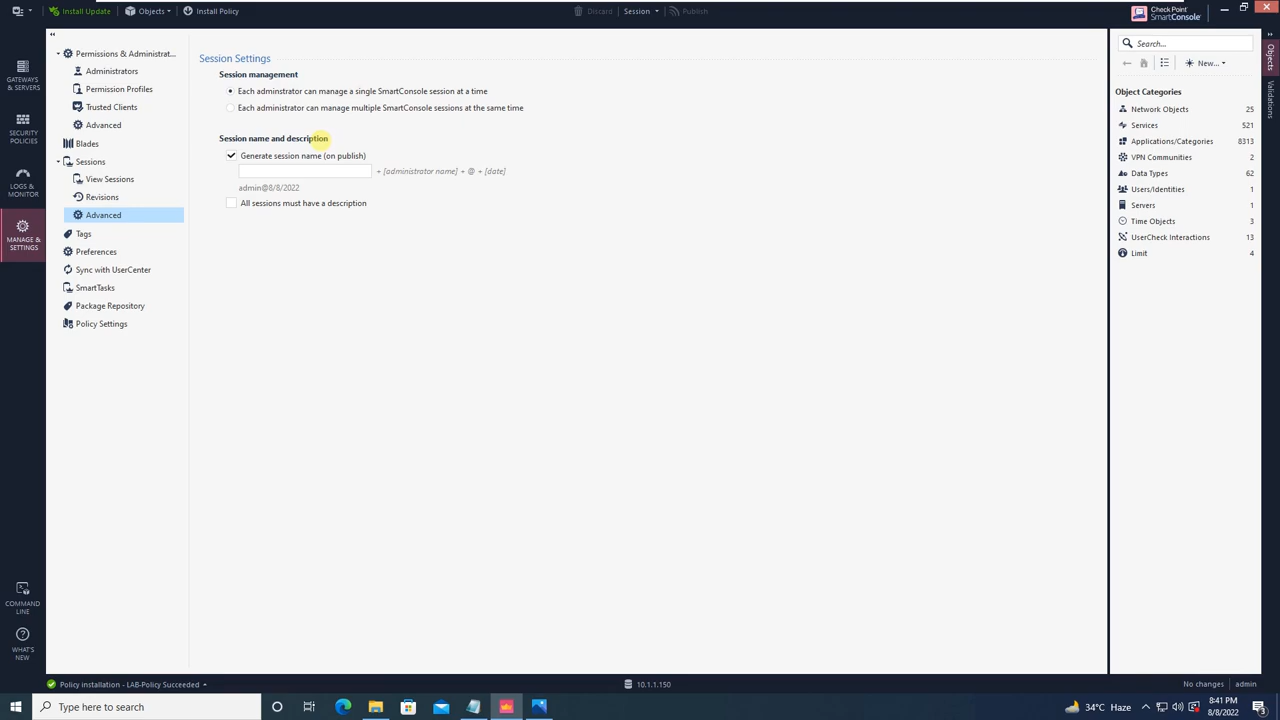 Install Update Objects Install Policy Discard Session Publish Check Point SmartConsole
GATEWAYS & SERVERS
SECURITY POLICIES
LOGS & MONITOR
MANAGE & SETTINGS
COMMAND LINE
WHAT'S NEW
Permissions & Administrat...
Administrators
Permission Profiles
Trusted Clients
Advanced
Blades
Sessions
View Sessions
Revisions
Advanced
Tags
Preferences
Sync with UserCenter
SmartTasks
Package Repository
Policy Settings
Session Settings
Session management
Each adminstrator can manage a single SmartConsole session at a time
Each administrator can manage multiple SmartConsole sessions at the same time
Session name and description
Generate session name (on publish)
+ [administrator name] + @ + [date]
admin@8/8/2022
All sessions must have a description
Search...
New...
Object Categories
Network Objects 25
Services 521
Applications/Categories 8313
VPN Communities 2
Data Types 62
Users/Identities 1
Servers 1
Time Objects 3
UserCheck Interactions 13
Limit 4
Objects
Validations
Policy installation - LAB-Policy Succeeded 10.1.1.150 No changes admin
Type here to search 34°C Haze 8:41 PM
8/8/2022
3